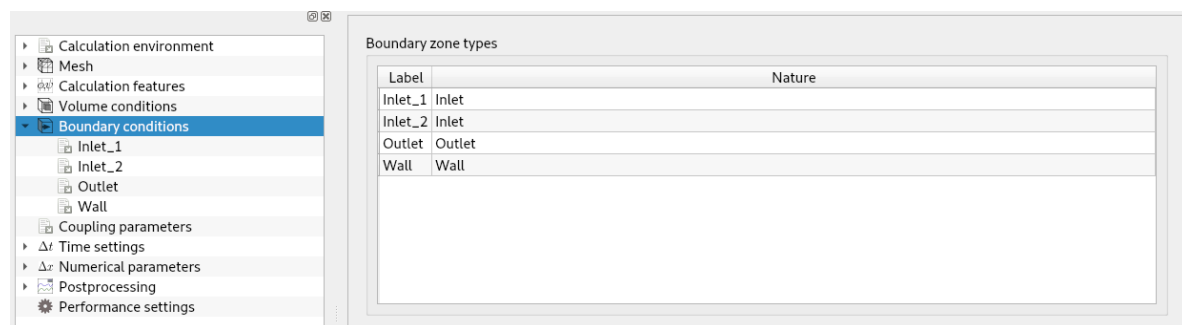 Calculation environment
Mesh
Calculation features
Volume conditions
Boundary conditions
Inlet_1
Inlet_2
Outlet
Wall
Coupling parameters
Δt Time settings
Δx Numerical parameters
Postprocessing
Performance settings
Boundary zone types
Label Nature
Inlet_1 Inlet
Inlet_2 Inlet
Outlet Outlet
Wall Wall